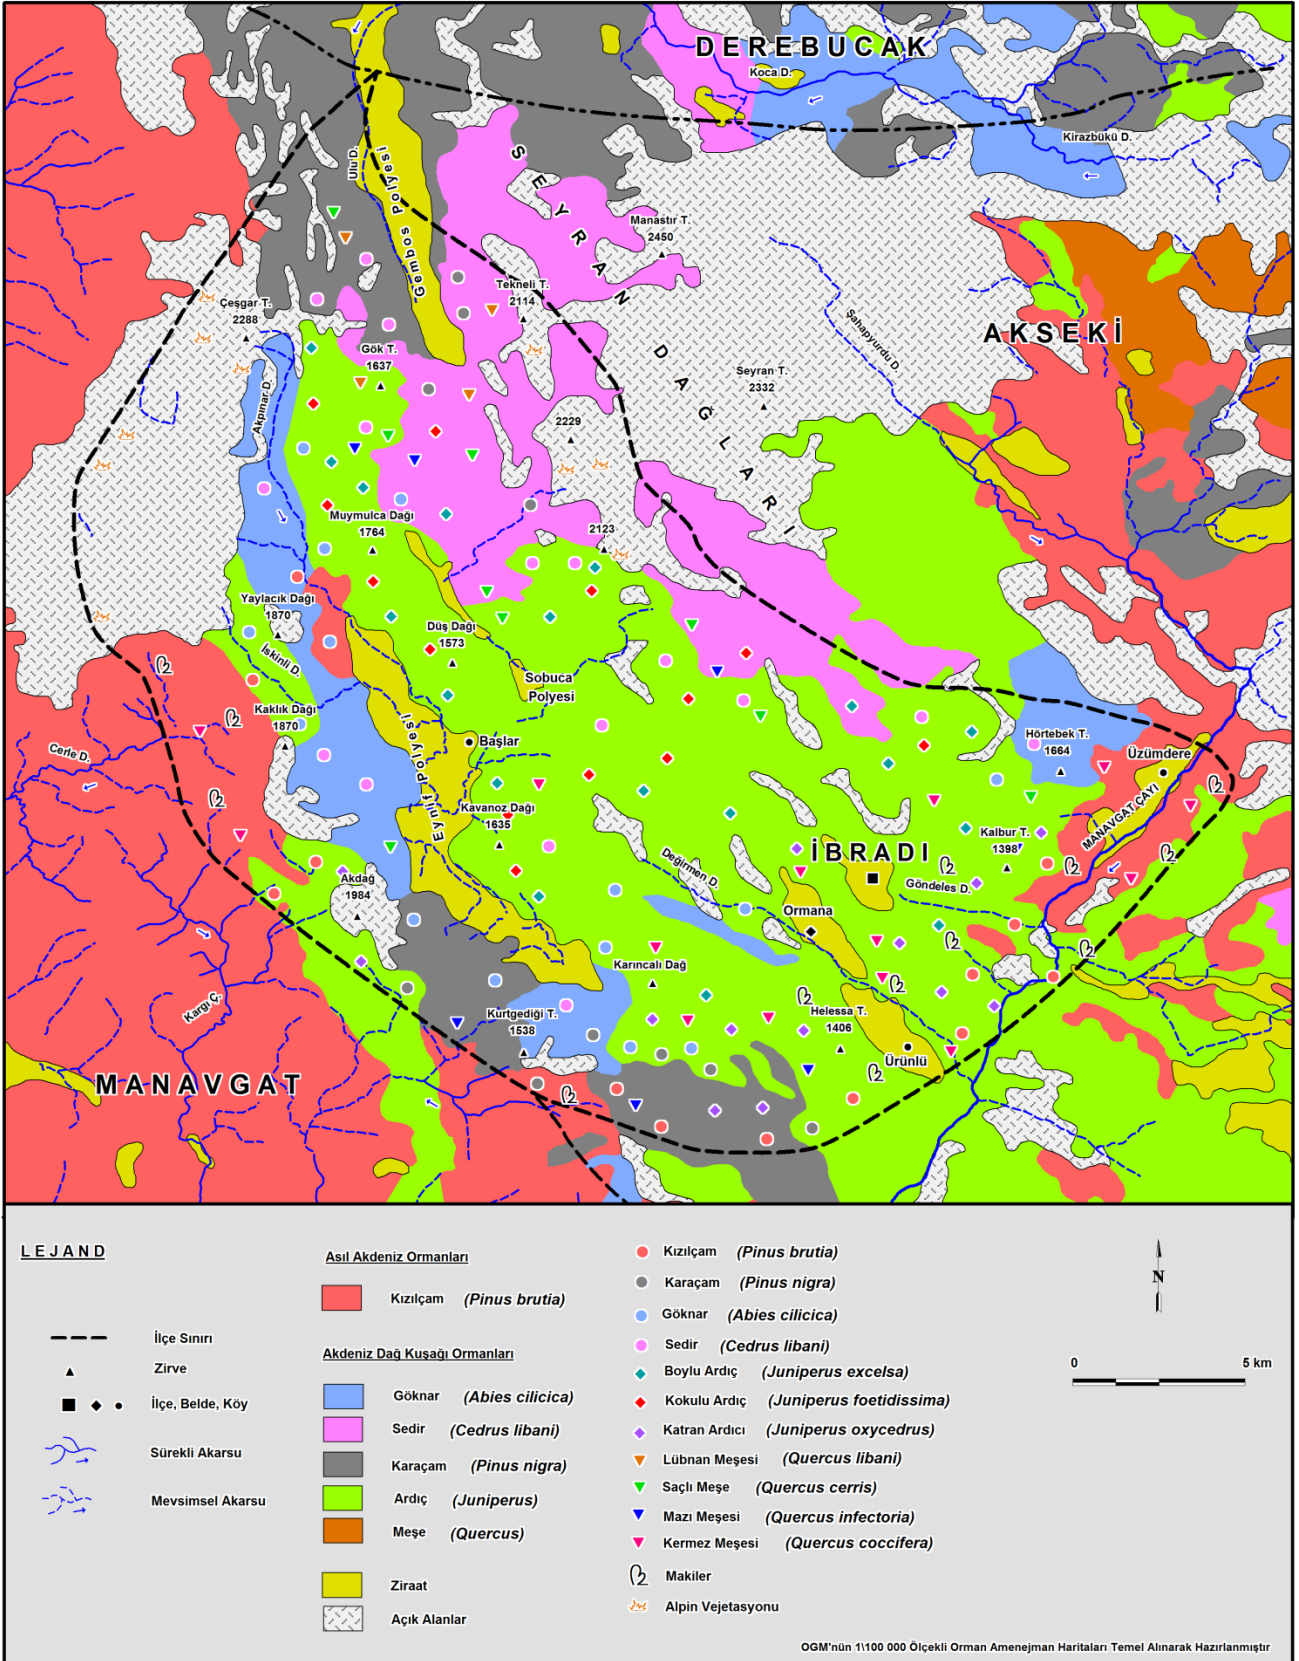 DEREBUCAK
Koca D.
Kirazbükü D.
Ulu D.
Gembos Polyesi
SEYRAN DAĞLARI
Manastır T.
2450
Tekneli T.
2114
Çeşgar T.
2288
Gök T.
1637
Akpınar D.
Şahapyurdu D.
AKSEKİ
Seyran T.
2332
2229
Muymulca Dağı
1764
2123
Yaylacık Dağı
1870
İskinli D.
Düş Dağı
1573
Sobuca
Polyesi
Kaklık Dağı
1870
Cerle D.
Başlar
Eynif Polyesi
Hörtebek T.
1664
Üzümdere
MANAVGAT ÇAYI
Kavanoz Dağı
1635
Kalbur T.
1398
İBRADI
Değirmen D.
Göndeles D.
Akdağ
1984
Ormana
Karıncalı Dağ
Kargı Ç.
Kurtgediği T.
1538
Helessa T.
1406
Ürünlü
MANAVGAT
LEJAND
İlçe Sınırı
Zirve
İlçe, Belde, Köy
Sürekli Akarsu
Mevsimsel Akarsu
Asıl Akdeniz Ormanları
Kızılçam (Pinus brutia)
Akdeniz Dağ Kuşağı Ormanları
Göknar (Abies cilicica)
Sedir (Cedrus libani)
Karaçam (Pinus nigra)
Ardıç (Juniperus)
Meşe (Quercus)
Ziraat
Açık Alanlar
Kızılçam (Pinus brutia)
Karaçam (Pinus nigra)
Göknar (Abies cilicica)
Sedir (Cedrus libani)
Boylu Ardıç (Juniperus excelsa)
Kokulu Ardıç (Juniperus foetidissima)
Katran Ardıcı (Juniperus oxycedrus)
Lübnan Meşesi (Quercus libani)
Saçlı Meşe (Quercus cerris)
Mazı Meşesi (Quercus infectoria)
Kermez Meşesi (Quercus coccifera)
Makiler
Alpin Vejetasyonu
N
0 5 km
OGM'nün 1\100 000 Ölçekli Orman Amenejman Haritaları Temel Alınarak Hazırlanmıştır